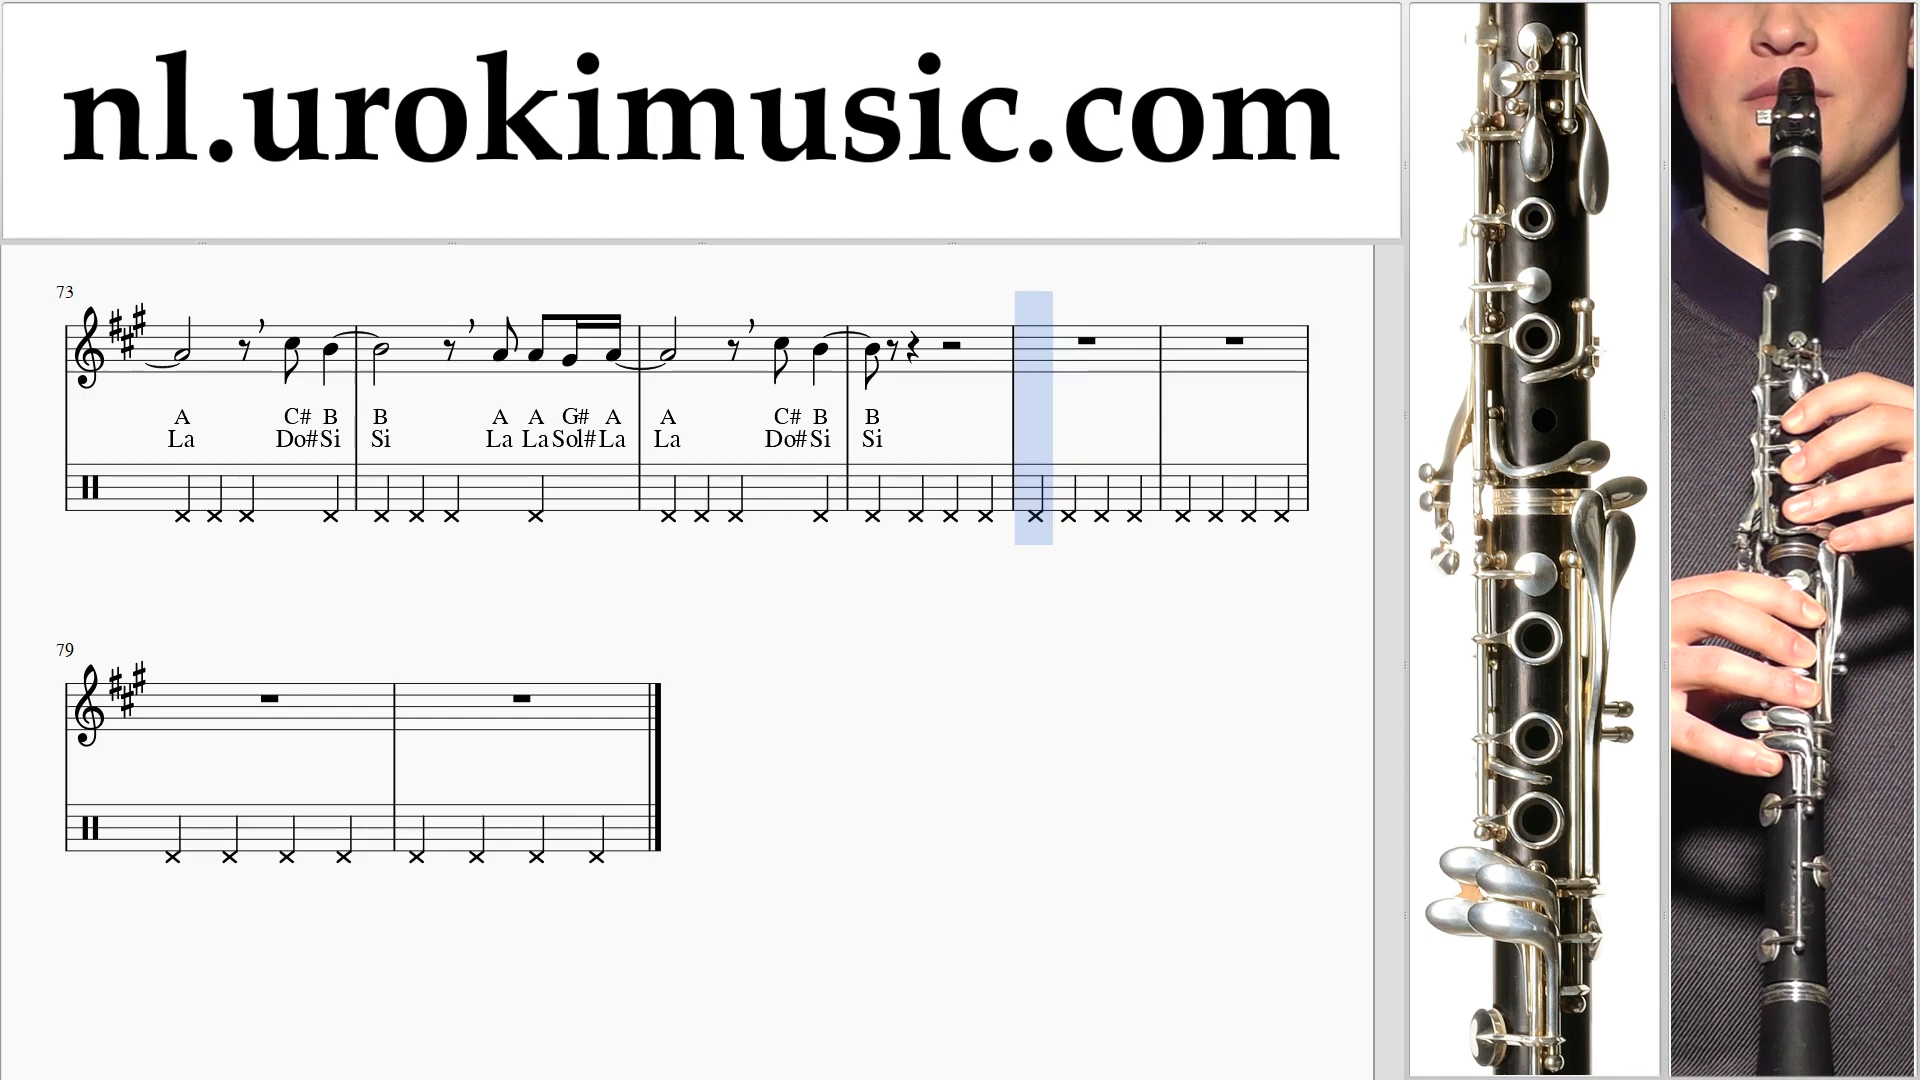 nl.urokimusic.com
73
A C# B B A A G# A A C# B B
La Do# Si Si La La Sol# La La Do# Si Si
79